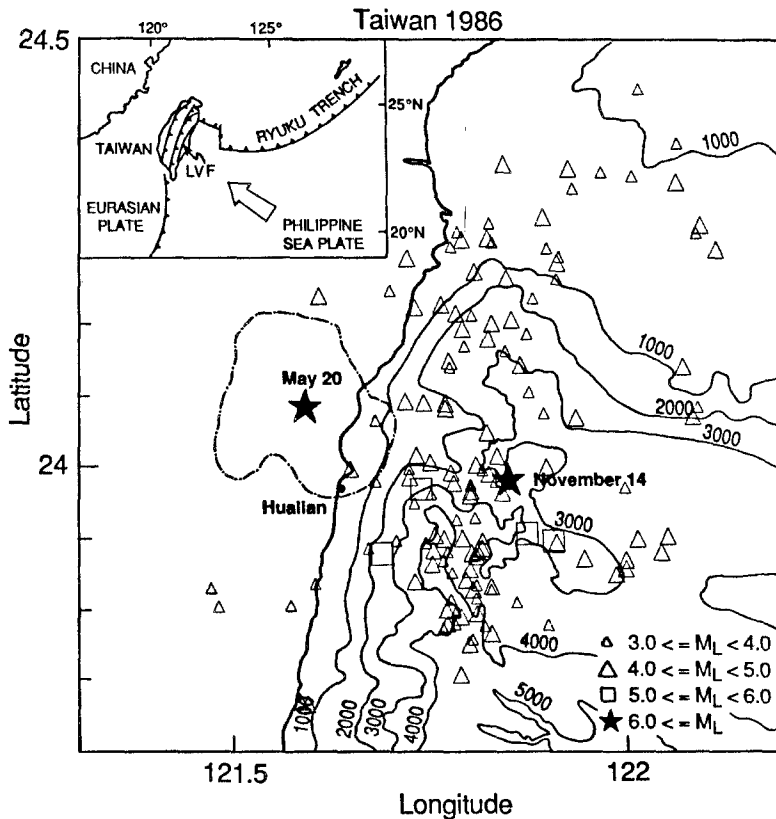 Taiwan 1986
24.5
120°
125°
CHINA
25°N
RYUKU TRENCH
TAIWAN
LVF
EURASIAN
PLATE
20°N
PHILIPPINE
SEA PLATE
1000
May 20
1000
2000
3000
Latitude
24
November 14
Hualian
3000
4000
3.0 <= ML < 4.0
4.0 <= ML < 5.0
5.0 <= ML < 6.0
6.0 <= ML
5000
1000
2000
3000
4000
121.5
122
Longitude